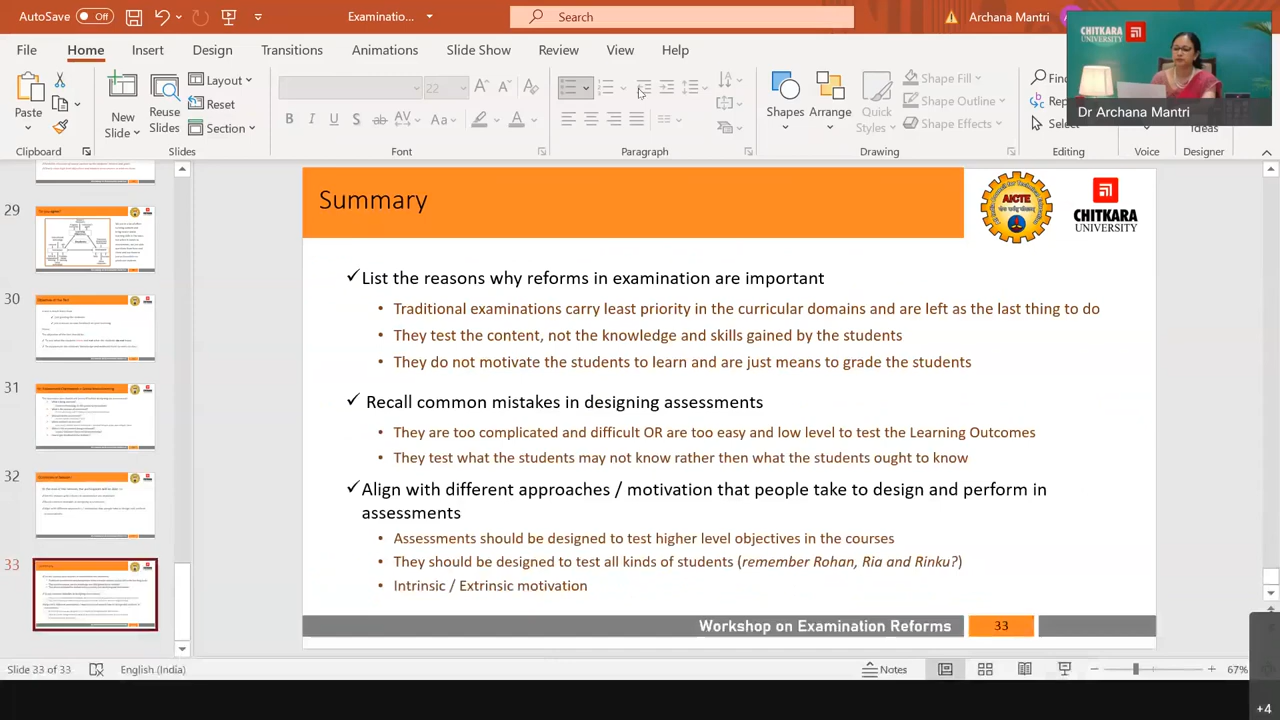 AutoSave
Off
Examinatio...
Search
Archana Mantri
File
Home
Insert
Design
Transitions
Animations
Slide Show
Review
View
Help
CHITKARA
UNIVERSITY
Dr Archana Mantri
Paste
New
Slide
Reuse
Slides
Layout
Reset
Section
Shapes
Arrange
Quick
Styles
Shape Fill
Shape Outline
Shape Effects
Select
Ideas
Clipboard
Slides
Font
Paragraph
Drawing
Editing
Voice
Designer
29
30
31
32
33
Summary
AICTE
CHITKARA
UNIVERSITY
✓List the reasons why reforms in examination are important
• Traditional examinations carry least priority in the curricular domains and are left as the last thing to do
• They test the content, not the knowledge and skills gained by the students
• They do not motivate the students to learn and are just means to grade the students
✓ Recall common mistakes in designing assessments
• They are too complicated and difficult OR are too easy and low level to test the Learning Outcomes
• They test what the students may not know rather then what the students ought to know
✓Align with different approaches / motivation that people take to design and perform in
assessments
• Assessments should be designed to test higher level objectives in the courses
• They should be designed to test all kinds of students (remember Rohan, Ria and Rinku?)
• Intrinsic / Extrinsic motivation
Workshop on Examination Reforms
33
Slide 33 of 33
English (India)
Notes
67%
+4